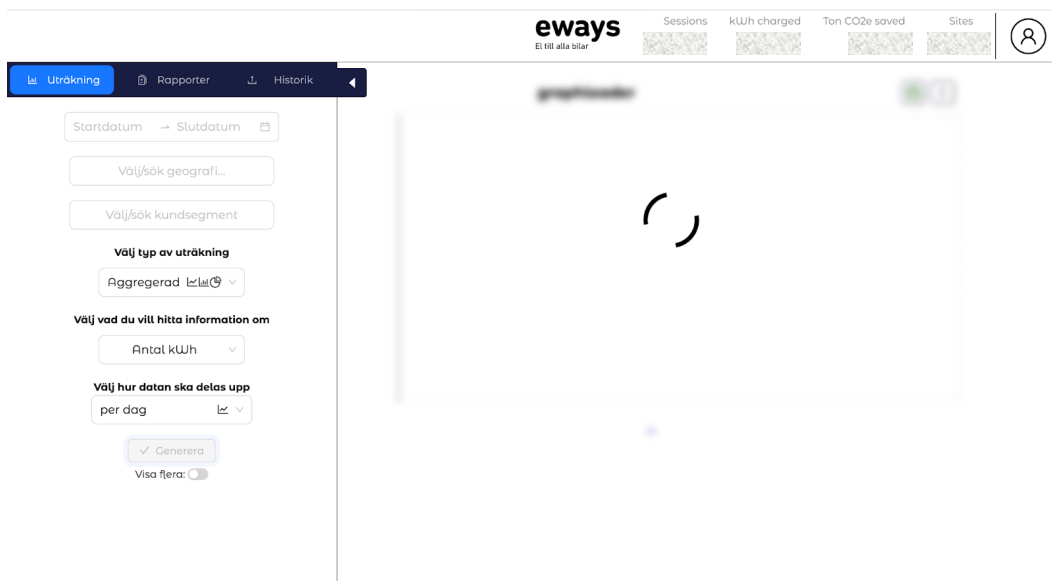 eways
El till alla bilar
Sessions kWh charged Ton CO2e saved Sites
Uträkning Rapporter Historik
Startdatum → Slutdatum
Välj/sök geografi...
Välj/sök kundsegment
Välj typ av uträkning
Aggregerad
Välj vad du vill hitta information om
Antal kWh
Välj hur datan ska delas upp
per dag
Generera
Visa flera: